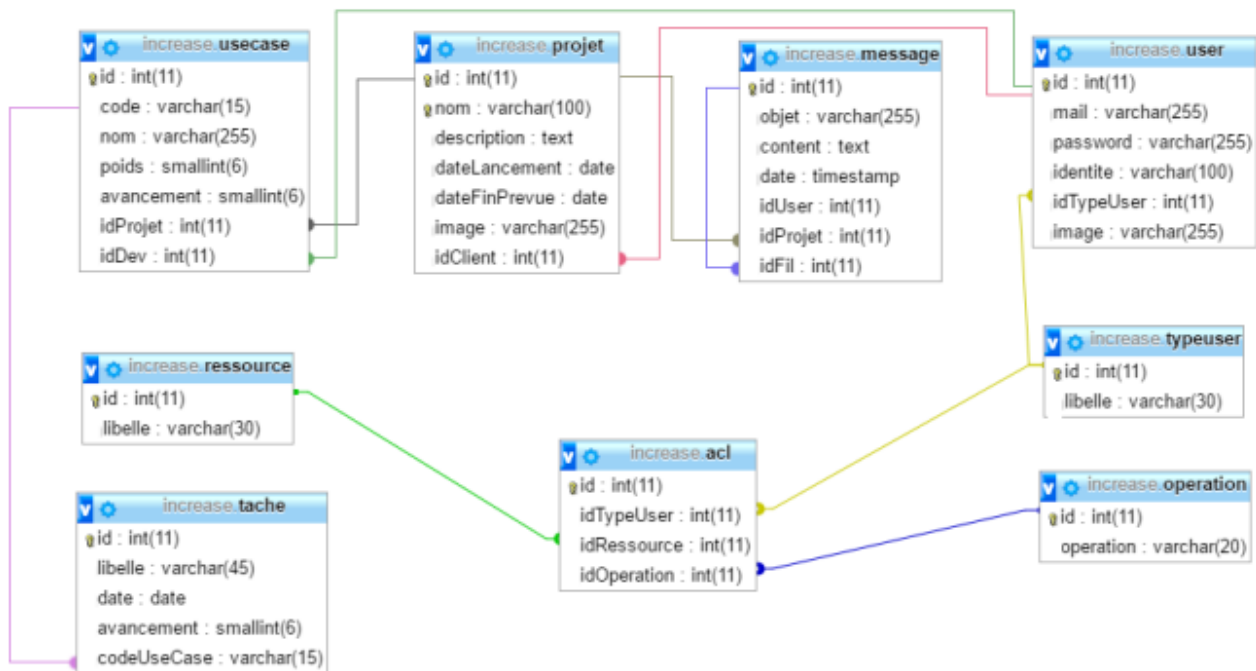 increase.usecase
id : int(11)
code : varchar(15)
nom : varchar(255)
poids : smallint(6)
avancement : smallint(6)
idProjet : int(11)
idDev : int(11)
increase.projet
id : int(11)
nom : varchar(100)
description : text
dateLancement : date
dateFinPrevue : date
image : varchar(255)
idClient : int(11)
increase.message
id : int(11)
objet : varchar(255)
content : text
date : timestamp
idUser : int(11)
idProjet : int(11)
idFil : int(11)
increase.user
id : int(11)
mail : varchar(255)
password : varchar(255)
identite : varchar(100)
idTypeUser : int(11)
image : varchar(255)
increase.ressource
id : int(11)
libelle : varchar(30)
increase.typeuser
id : int(11)
libelle : varchar(30)
increase.acl
id : int(11)
idTypeUser : int(11)
idRessource : int(11)
idOperation : int(11)
increase.operation
id : int(11)
operation : varchar(20)
increase.tache
id : int(11)
libelle : varchar(45)
date : date
avancement : smallint(6)
codeUseCase : varchar(15)